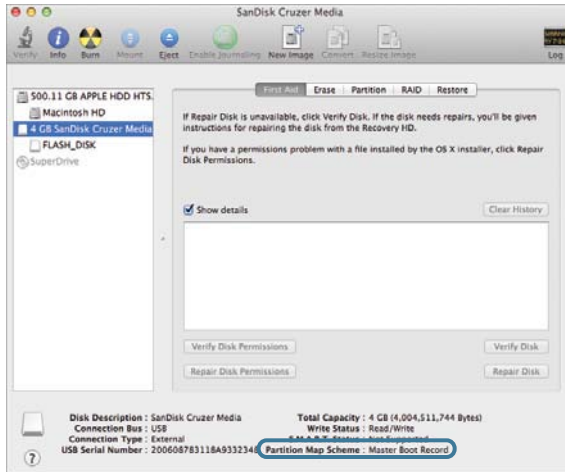 SanDisk Cruzer Media
Verify Info Burn Mount Eject Enable Journaling New Image Convert Resize Image Log
First Aid Erase Partition RAID Restore
500.11 GB APPLE HDD HTS.
Macintosh HD
4 GB SanDisk Cruzer Media
FLASH_DISK
SuperDrive
If Repair Disk is unavailable, click Verify Disk. If the disk needs repairs, you'll be given
instructions for repairing the disk from the Recovery HD.
If you have a permissions problem with a file installed by the OS X installer, click Repair
Disk Permissions.
Show details Clear History
Verify Disk Permissions Verify Disk
Repair Disk Permissions Repair Disk
Disk Description : SanDisk Cruzer Media Total Capacity : 4 GB (4,004,511,744 Bytes)
Connection Bus : USB Write Status : Read/Write
Connection Type : External S.M.A.R.T. Status : Not Supported
USB Serial Number : Partition Map Scheme : Master Boot Record
?